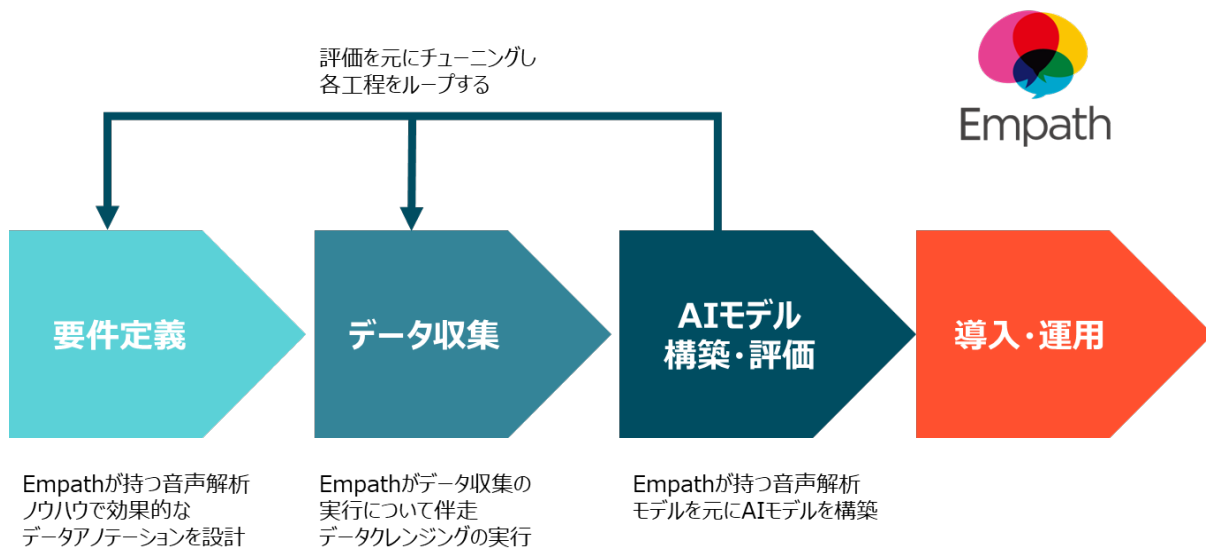 評価を元にチューニングし
各工程をループする
Empath
要件定義
データ収集
AIモデル
構築・評価
導入・運用
Empathが持つ音声解析
ノウハウで効果的な
データアノテーションを設計
Empathがデータ収集の
実行について伴走
データクレンジングの実行
Empathが持つ音声解析
モデルを元にAIモデルを構築